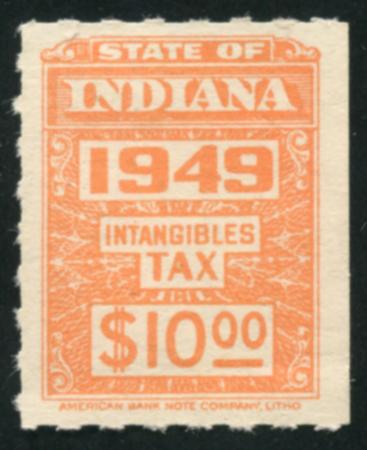 STATE OF
INDIANA
1949
INTANGIBLES
TAX
$10 00
AMERICAN BANK NOTE COMPANY, LITHO